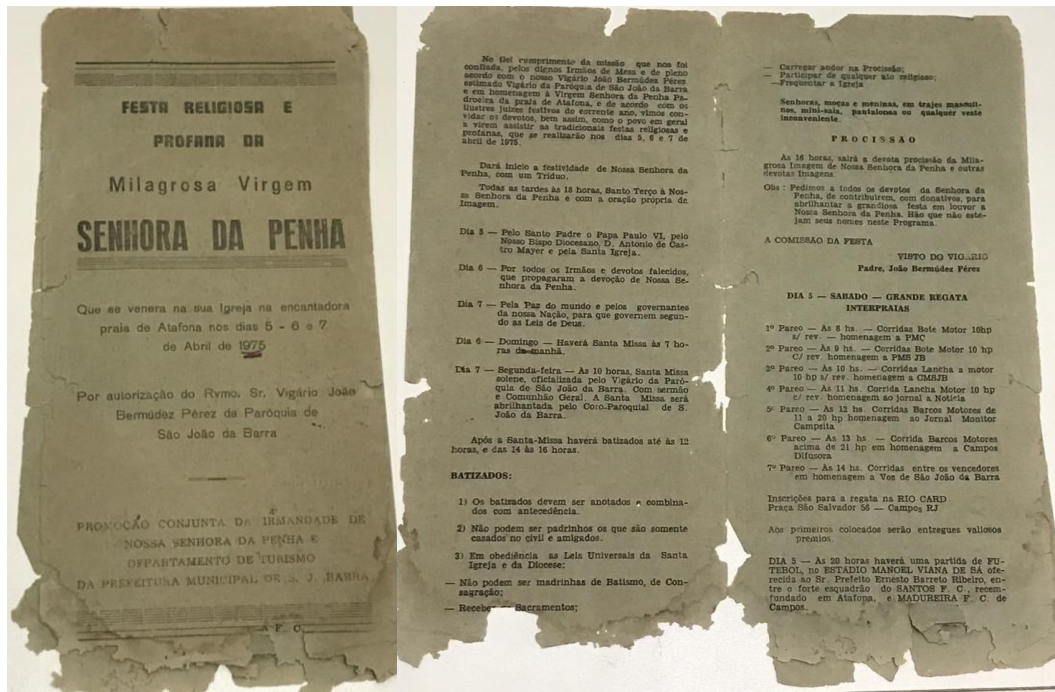 FESTA RELIGIOSA E
PROFANA DA
Milagrosa Virgem
SENHORA DA PENHA
Que se venera na sua Igreja na encantadora
praia de Atafona nos dias 5 - 6 e 7
de Abril de 1975
Por autorização do Rvmo. Sr. Vigário João
Bermúdez Pérez da Paróquia de
São João da Barra
PROMOÇÃO CONJUNTA DA IRMANDADE DE
NOSSA SENHORA DA PENHA E
DEPARTAMENTO DE TURISMO
DA PREFEITURA MUNICIPAL DE S. J. BARRA
A F C
No fiel cumprimento da missão que nos foi
confiada, pelos dignos Irmãos de Mesa e de pleno
acordo com o nosso Vigário João Bermúdez Pérez
estimado Vigário da Paróquia de São João da Barra
e em homenagem à Virgem Senhora da Penha Pa-
droeira da praia de Atafona, e de acordo com os
ilustres juizes festivos do corrente ano, vimos con-
vidar os devotos, bem assim, como o povo em geral
a virem assistir as tradicionais festas religiosas e
profanas, que se realizarão nos dias 5, 6 e 7 de
abril de 1975.
Dará inicio a festividade de Nossa Senhora da
Penha, com um Tríduo.
Todas as tardes às 18 horas, Santo Terço à Nos-
sa Senhora da Penha e com a oração própria de
Imagem.
Dia 5 — Pelo Santo Padre o Papa Paulo VI, pelo
Nosso Bispo Diocesano, D. Antonio de Cas-
tro Mayer e pela Santa Igreja.
Dia 6 — Por todos os Irmãos e devotos falecidos,
que propagaram a devoção de Nossa Se-
nhora da Penha.
Dia 7 — Pela Paz do mundo e pelos governantes
da nossa Nação, para que governem segun-
do as Leis de Deus.
Dia 6 — Domingo — Haverá Santa Missa às 7 ho-
ras da manhã.
Dia 7 — Segunda-feira — Às 10 horas, Santa Missa
solene, oficializada pelo Vigário da Paró-
quia de São João da Barra. Com sermão
e Comunhão Geral. A Santa Missa será
abrilhantada pelo Coro-Paroquial de S.
João da Barra.
Após a Santa-Missa haverá batizados até às 12
horas, e das 14 às 16 horas.
BATIZADOS:
1) Os batizados devem ser anotados e combina-
dos com antecedência.
2) Não podem ser padrinhos os que são somente
casados no civil e amigados.
3) Em obediência as Leis Universais da Santa
Igreja e da Diocese:
— Não podem ser madrinhas de Batismo, de Con-
sagração;
— Receber Sacramentos;
— Carregar andor na Procissão;
— Participar de qualquer ato religioso;
—Frequentar a Igreja
Senhoras, moças e meninas, em trajes masculi-
nos, mini-saia, pantalonas ou qualquer veste
inconveniente.
PROCISSÃO
Às 16 horas, sairá a devota procissão da Mila-
grosa Imagem de Nossa Senhora da Penha e outras
devotas Imagens.
Obs : Pedimos a todos os devotos da Senhora da
Penha, de contribuirem, com donativos, para
abrilhantar a grandiosa festa em louvor a
Nossa Senhora da Penha. Hão que não este-
jam seus nomes neste Programa.
A COMISSÃO DA FESTA
VISTO DO VIGARIO
Padre, João Bermúdez Pérez
DIA 5 — SABADO — GRANDE REGATA
INTERPRAIAS
1º Pareo — As 8 hs. — Corridas Bote Motor 10hp
s/ rev. — homenagem a PMC
2º Pareo — Às 9 hs. — Corridas Bote Motor 10 hp
C/ rev. homenagem a PMS JB
3º Pareo — Às 10 hs. — Corridas Lancha a motor
10 hp s/ rev. homenagem a CMSJB
4º Pareo — Às 11 hs. Corrida Lancha Motor 10 hp
c/ rev. homenagem ao jornal a Noticia
5º Pareo — Às 12 hs. Corridas Barcos Motores de
11 a 20 hp homenagem ao Jornal Monitor
Campsita
6º Pareo — Às 13 hs. — Corrida Barcos Motores
acima de 21 hp em homenagem a Campos
Difusora
7º Pareo — Às 14 hs. Corridas entre os vencedores
em homenagem a Voz de São João da Barra
Inscrições para a regata na RIO CARD
Praça São Salvador 56 — Campos RJ
Aos primeiros colocados serão entregues valiosos
premios.
DIA 5 — Às 20 horas haverá uma partida de FU-
TEBOL, no ESTÁDIO MANOEL VIANA DE SÁ ofe-
recida ao Sr. Prefeito Ernesto Barreto Ribeiro, en-
tre o forte esquadrão do SANTOS F. C., recem-
fundado em Atafona, e MADUREIRA F. C. de
Campos.